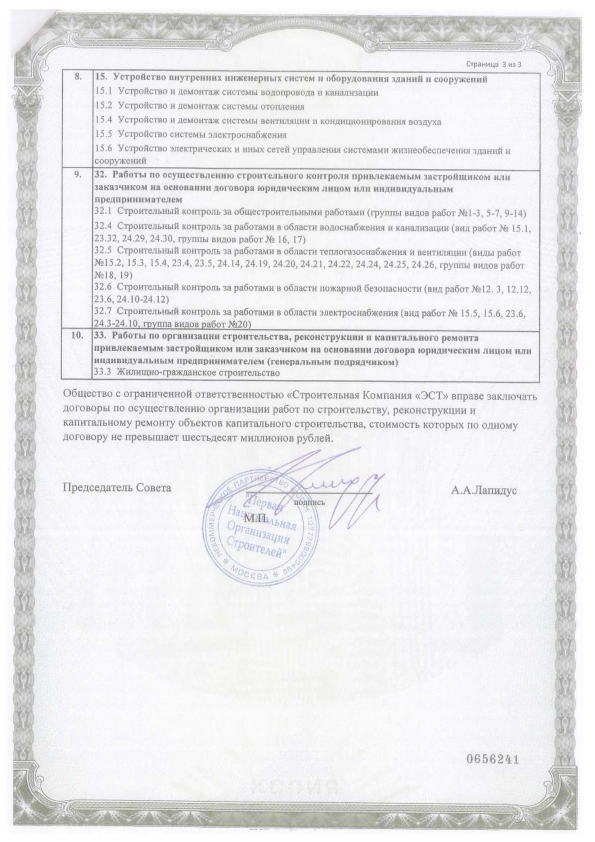 Страница 3 из 3
8. 15. Устройство внутренних инженерных систем и оборудования зданий и сооружений
15.1 Устройство и демонтаж системы водопровода и канализации
15.2 Устройство и демонтаж системы отопления
15.4 Устройство и демонтаж системы вентиляции и кондиционирования воздуха
15.5 Устройство системы электроснабжения
15.6 Устройство электрических и иных сетей управления системами жизнеобеспечения зданий и
сооружений
9. 32. Работы по осуществлению строительного контроля привлекаемым застройщиком или
заказчиком на основании договора юридическим лицом или индивидуальным
предпринимателем
32.1 Строительный контроль за общестроительными работами (группы видов работ №1-3, 5-7, 9-14)
32.4 Строительный контроль за работами в области водоснабжения и канализации (вид работ № 15.1,
23.32, 24.29, 24.30, группы видов работ № 16, 17)
32.5 Строительный контроль за работами в области теплогазоснабжения и вентиляции (виды работ
№15.2, 15.3, 15.4, 23.4, 23.5, 24.14, 24.19, 24.20, 24.21, 24.22, 24.24, 24.25, 24.26, группы видов работ
№18, 19)
32.6 Строительный контроль за работами в области пожарной безопасности (вид работ №12. 3, 12.12,
23.6, 24.10-24.12)
32.7 Строительный контроль за работами в области электроснабжения (вид работ № 15.5, 15.6, 23.6,
24.3-24.10, группа видов работ №20)
10. 33. Работы по организации строительства, реконструкции и капитального ремонта
привлекаемым застройщиком или заказчиком на основании договора юридическим лицом или
индивидуальным предпринимателем (генеральным подрядчиком)
33.3 Жилищно-гражданское строительство
Общество с ограниченной ответственностью «Строительная Компания «ЭСТ» вправе заключать
договоры по осуществлению организации работ по строительству, реконструкции и
капитальному ремонту объектов капитального строительства, стоимость которых по одному
договору не превышает шестьдесят миллионов рублей.
Председатель Совета А.А.Лапидус
подпись
М.П.
НЕКОММЕРЧЕСКОЕ ПАРТНЕРСТВО
"Первая
Национальная
Организация
Строителей"
МОСКВА
0656241